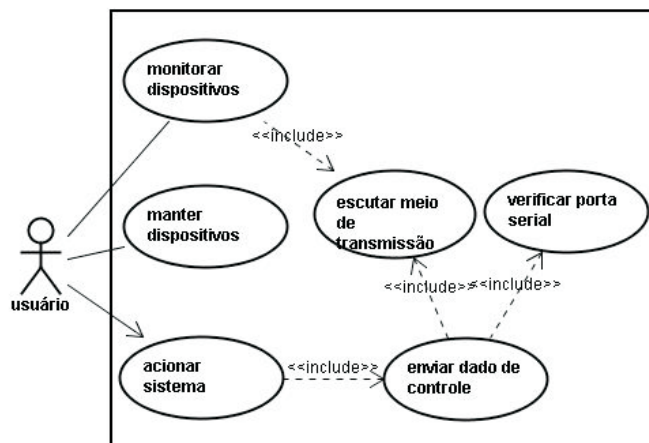 monitorar
dispositivos
<<include>>
escutar meio
de
transmissão
verificar porta
serial
manter
dispositivos
usuário
<<include>>
<<include>>
acionar
sistema
<<include>>
enviar dado de
controle